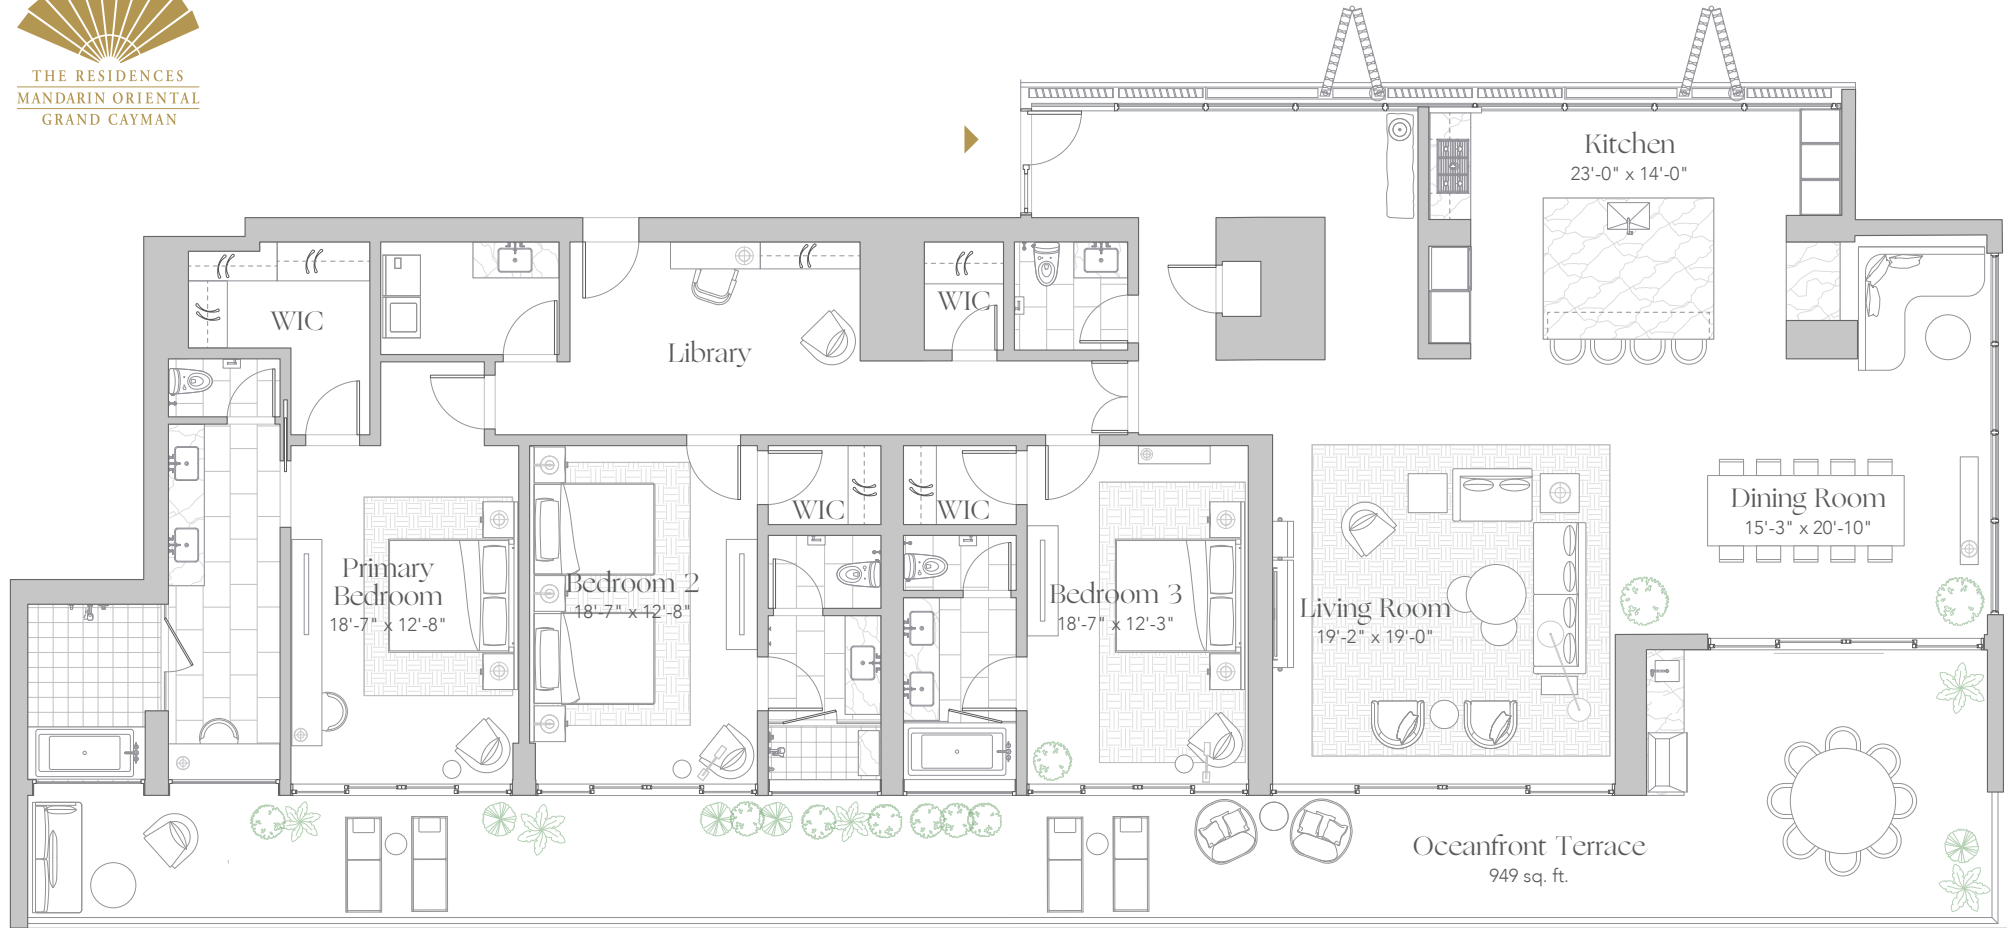 THE RESIDENCES
MANDARIN ORIENTAL
GRAND CAYMAN
Kitchen
23'-0" x 14'-0"
WIC
WIC
Library
WIC
WIC
Dining Room
15'-3" x 20'-10"
Primary
Bedroom
18'-7" x 12'-8"
Bedroom 2
18'-7" x 12'-8"
Bedroom 3
18'-7" x 12'-3"
Living Room
19'-2" x 19'-0"
Oceanfront Terrace
949 sq. ft.